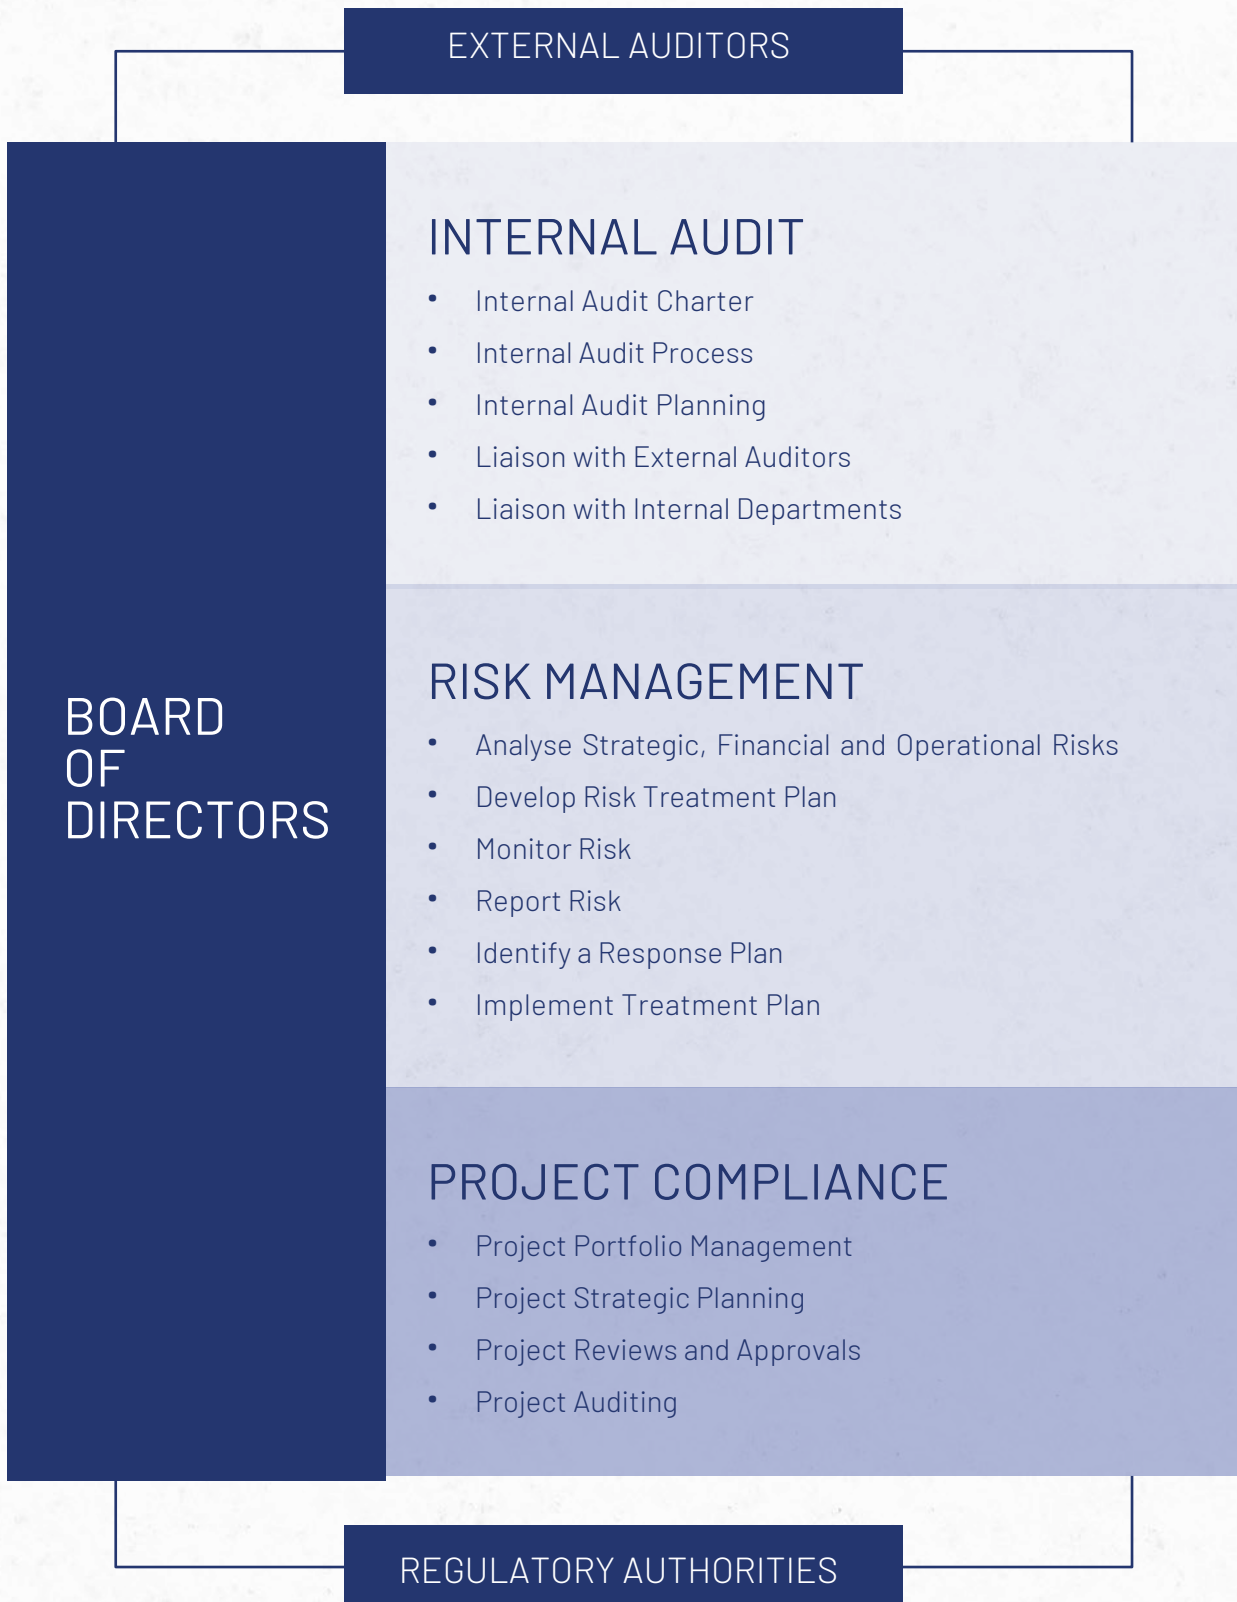 EXTERNAL AUDITORS
BOARD
OF
DIRECTORS
INTERNAL AUDIT
• Internal Audit Charter
• Internal Audit Process
• Internal Audit Planning
• Liaison with External Auditors
• Liaison with Internal Departments
RISK MANAGEMENT
• Analyse Strategic, Financial and Operational Risks
• Develop Risk Treatment Plan
• Monitor Risk
• Report Risk
• Identify a Response Plan
• Implement Treatment Plan
PROJECT COMPLIANCE
• Project Portfolio Management
• Project Strategic Planning
• Project Reviews and Approvals
• Project Auditing
REGULATORY AUTHORITIES